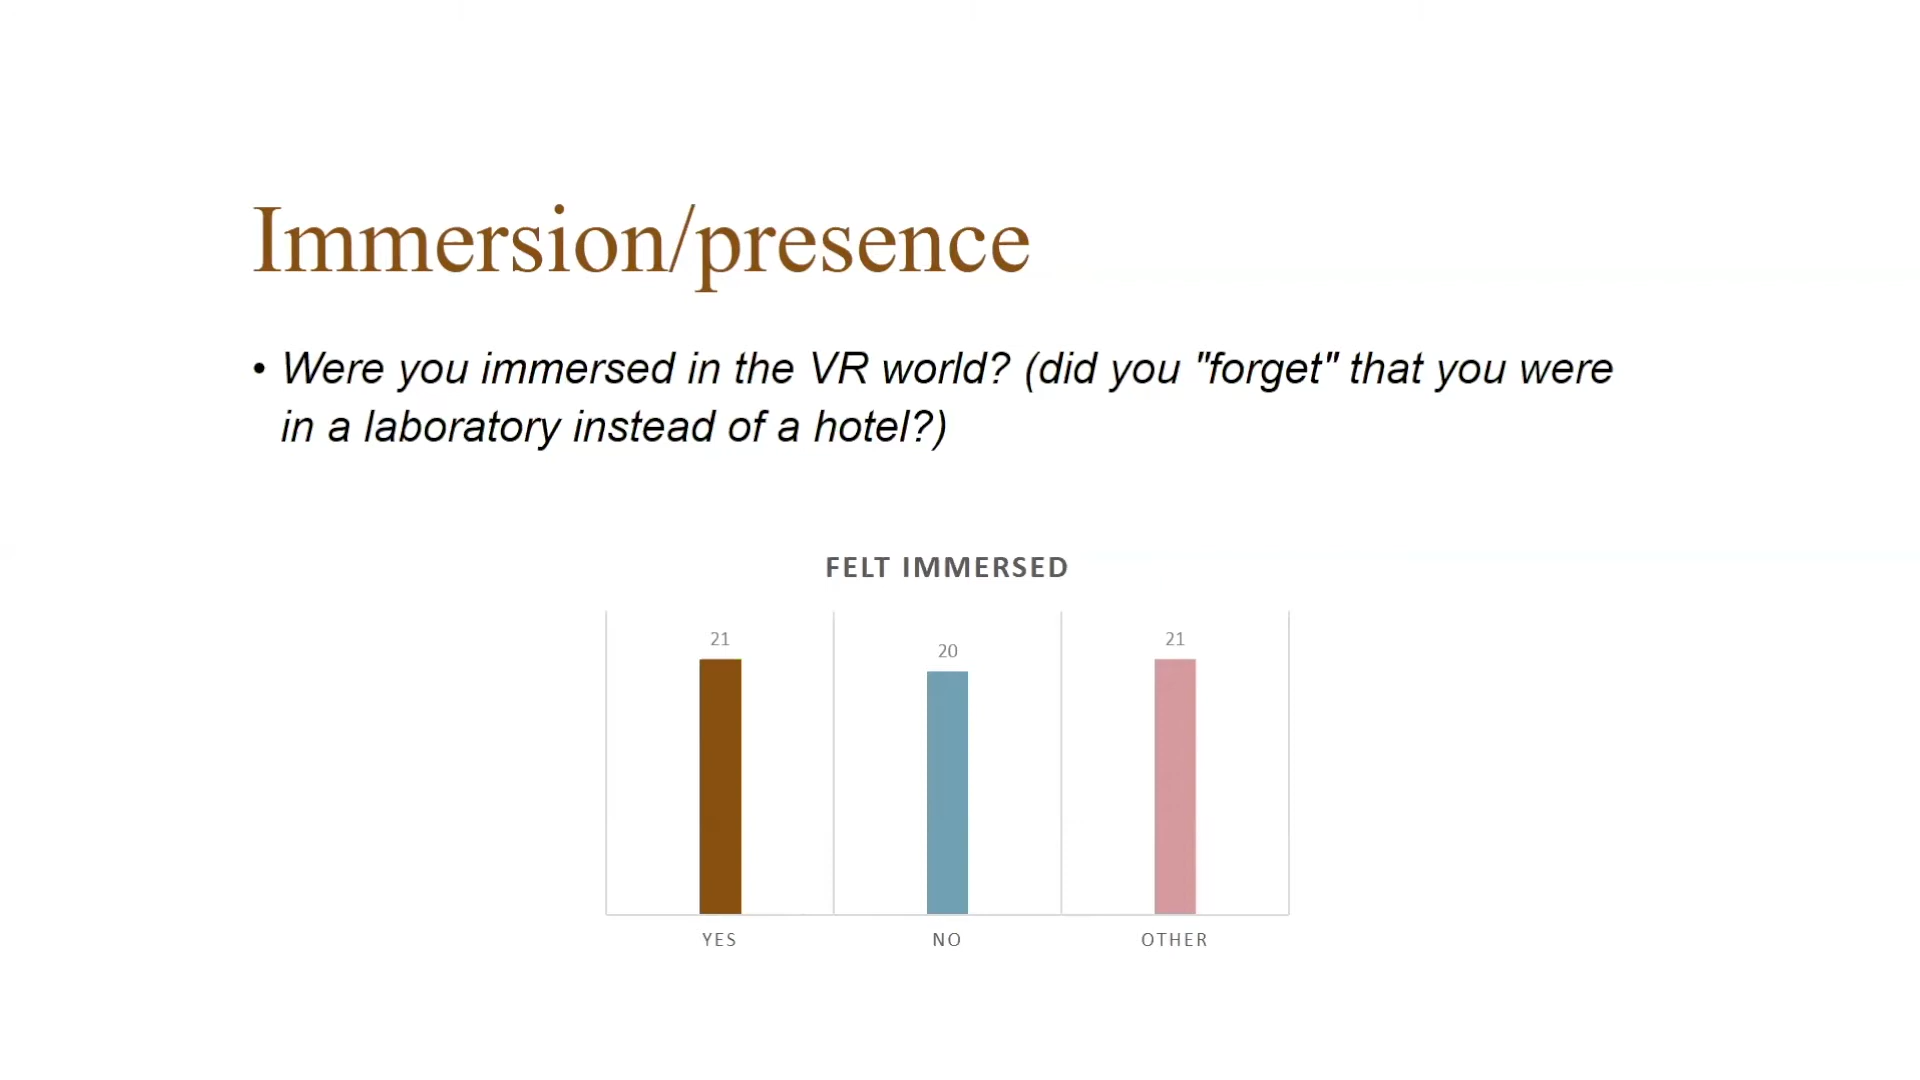 Immersion/presence
• Were you immersed in the VR world? (did you "forget" that you were
in a laboratory instead of a hotel?)
FELT IMMERSED
21
20
21
YES
NO
OTHER